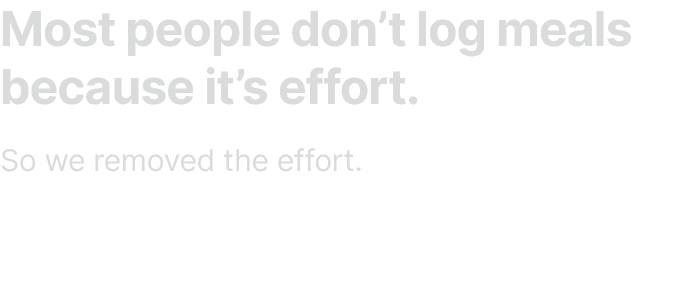 Most people don’t log meals
because it’s effort.
So we removed the effort.